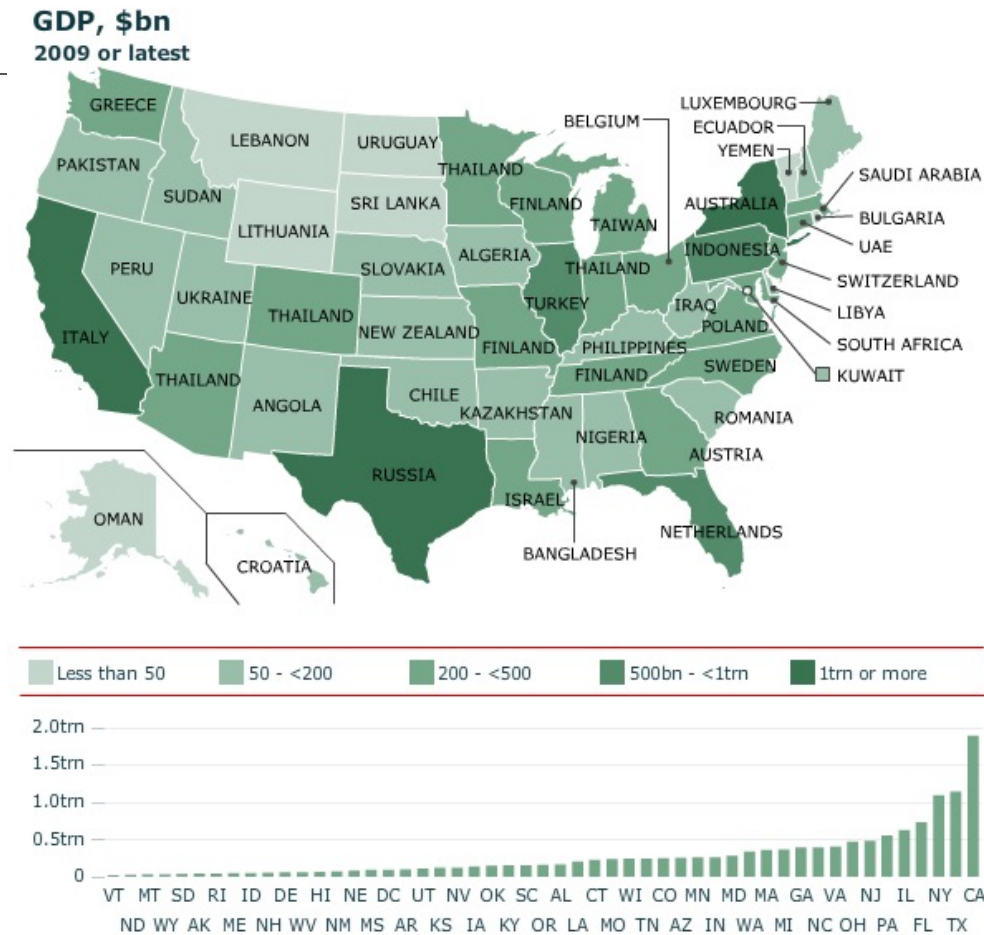 GDP, $bn
2009 or latest
GREECE
LEBANON
URUGUAY
BELGIUM
LUXEMBOURG
ECUADOR
YEMEN
PAKISTAN
SUDAN
THAILAND
SAUDI ARABIA
LITHUANIA
SRI LANKA
FINLAND
TAIWAN
AUSTRALIA
BULGARIA
UAE
PERU
UKRAINE
SLOVAKIA
ALGERIA
THAILAND
INDONESIA
SWITZERLAND
ITALY
THAILAND
NEW ZEALAND
TURKEY
IRAQ
POLAND
LIBYA
SOUTH AFRICA
FINLAND
PHILIPPINES
THAILAND
ANGOLA
CHILE
FINLAND
SWEDEN
KUWAIT
KAZAKHSTAN
ROMANIA
NIGERIA
AUSTRIA
RUSSIA
ISRAEL
OMAN
NETHERLANDS
BANGLADESH
CROATIA
Less than 50 50 - <200 200 - <500 500bn - <1trn 1trn or more
2.0trn
1.5trn
1.0trn
0.5trn
0
VT MT SD RI ID DE HI NE DC UT NV OK SC AL CT WI CO MN MD MA GA VA NJ IL NY CA
ND WY AK ME NH WV NM MS AR KS IA KY OR LA MO TN AZ IN WA MI NC OH PA FL TX